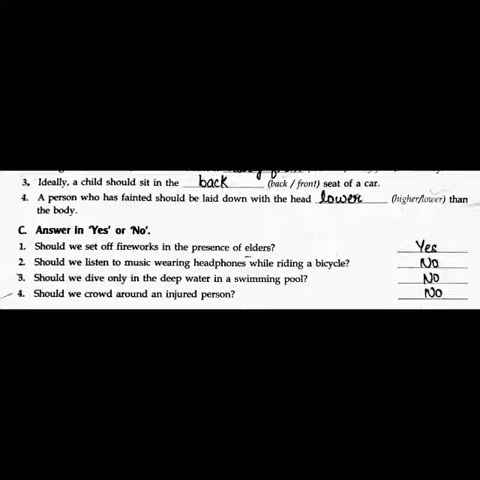 3. Ideally, a child should sit in the back (back / front) seat of a car.
4. A person who has fainted should be laid down with the head lower (higher/lower) than
the body.
C. Answer in 'Yes' or 'No'.
1. Should we set off fireworks in the presence of elders? Yes
2. Should we listen to music wearing headphones while riding a bicycle? No
3. Should we dive only in the deep water in a swimming pool? No
4. Should we crowd around an injured person? No